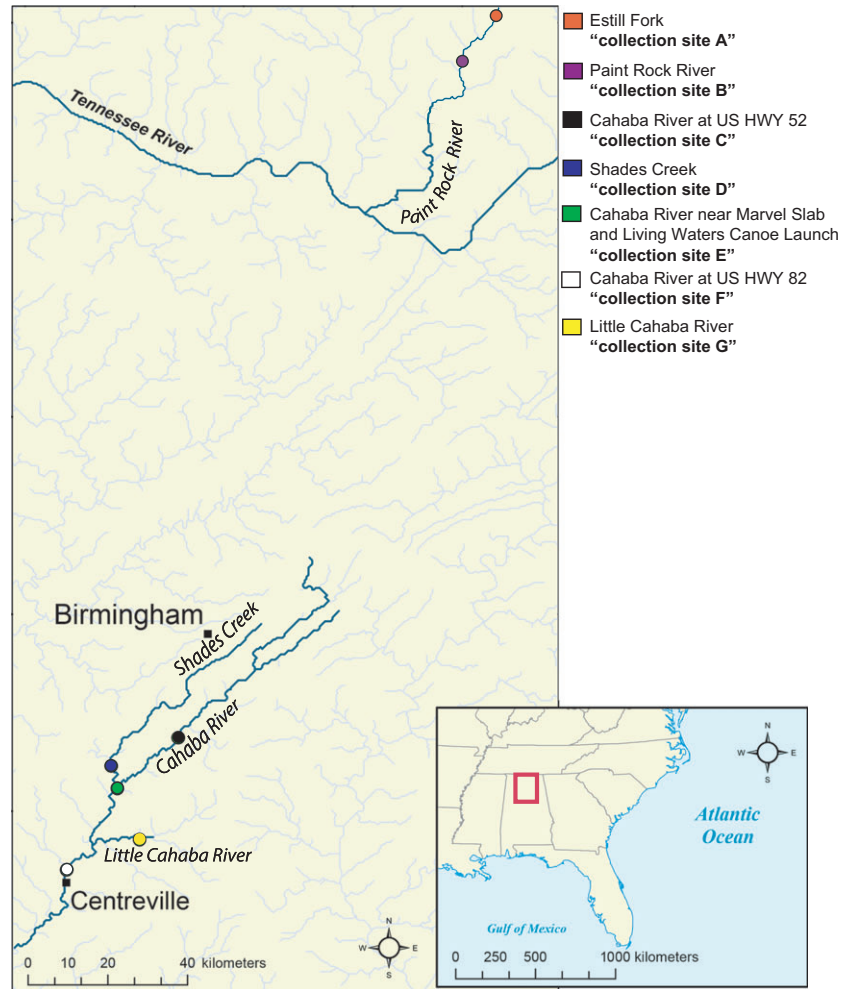 Tennessee River
Paint Rock River
Birmingham
Shades Creek
Cahaba River
Little Cahaba River
Centreville
0 10 20 40 kilometers
N
W E
S
Estill Fork
“collection site A”
Paint Rock River
“collection site B”
Cahaba River at US HWY 52
“collection site C”
Shades Creek
“collection site D”
Cahaba River near Marvel Slab
and Living Waters Canoe Launch
“collection site E”
Cahaba River at US HWY 82
“collection site F”
Little Cahaba River
“collection site G”
N
W E
S
Atlantic
Ocean
Gulf of Mexico
0 250 500 1000 kilometers